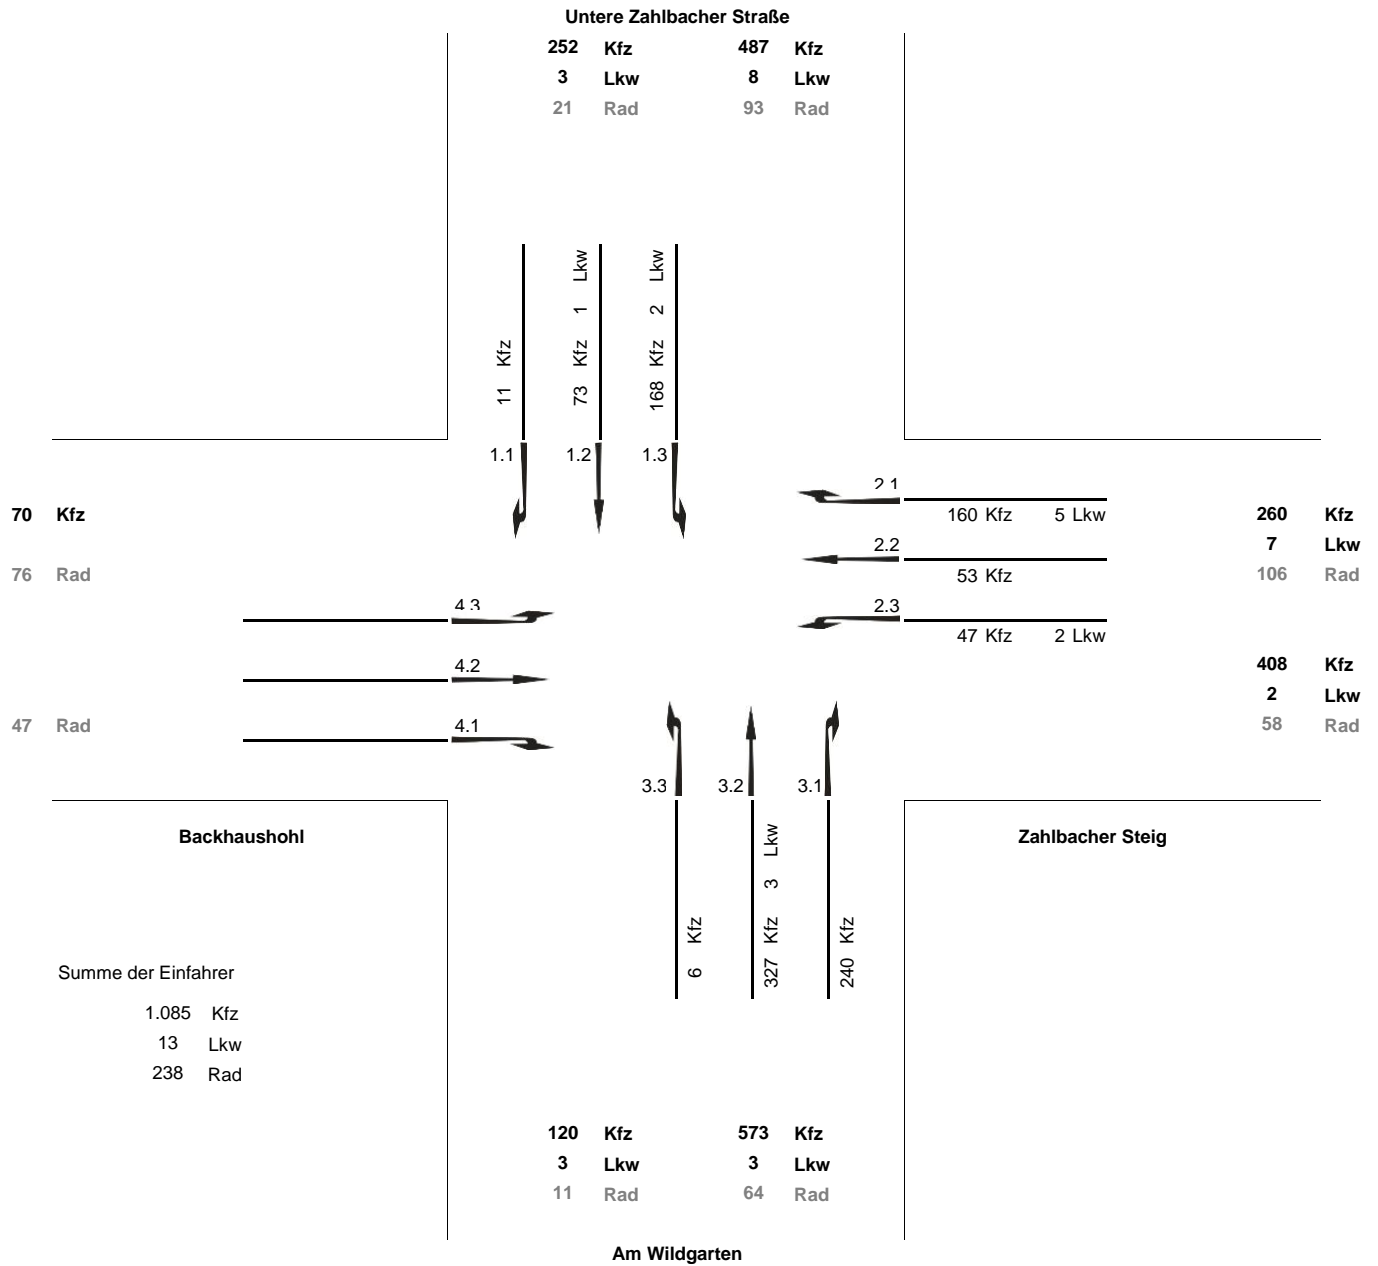 Untere Zahlbacher Straße
252 Kfz 487 Kfz
3 Lkw 8 Lkw
21 Rad 93 Rad
11 Kfz
73 Kfz 1 Lkw
168 Kfz 2 Lkw
1.1 1.2 1.3
2.1
160 Kfz 5 Lkw
2.2
53 Kfz
2.3
47 Kfz 2 Lkw
70 Kfz
76 Rad
260 Kfz
7 Lkw
106 Rad
4.3
4.2
4.1
47 Rad
408 Kfz
2 Lkw
58 Rad
3.3 3.2 3.1
6 Kfz
327 Kfz 3 Lkw
240 Kfz
Backhaushohl
Zahlbacher Steig
Summe der Einfahrer
1.085 Kfz
13 Lkw
238 Rad
120 Kfz 573 Kfz
3 Lkw 3 Lkw
11 Rad 64 Rad
Am Wildgarten